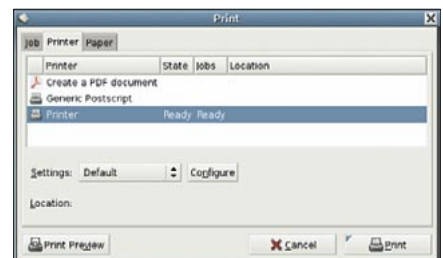 Print
Job Printer Paper
Printer State Jobs Location
Create a PDF document
Generic Postscript
Printer Ready Ready
Settings: Default Configure
Location:
Print Preview Cancel Print